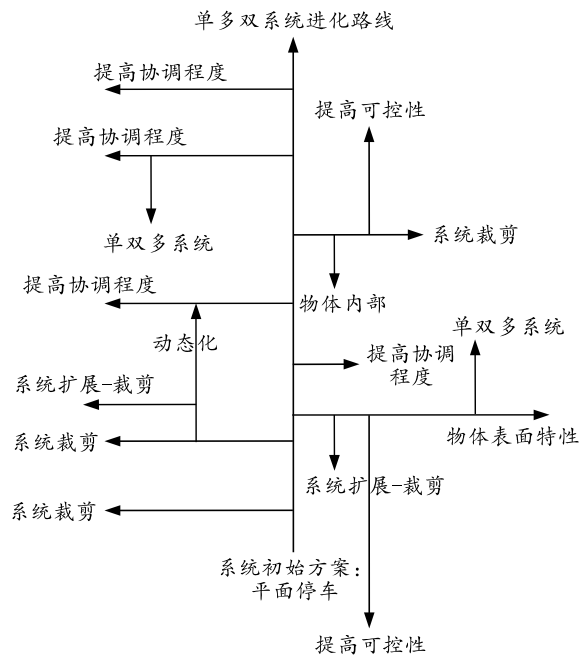 单多双系统进化路线
提高协调程度
提高可控性
提高协调程度
系统裁剪
单双多系统
提高协调程度
物体内部
单双多系统
动态化
提高协调
程度
系统扩展-裁剪
系统裁剪
物体表面特性
系统扩展-裁剪
系统裁剪
系统初始方案：
平面停车
提高可控性